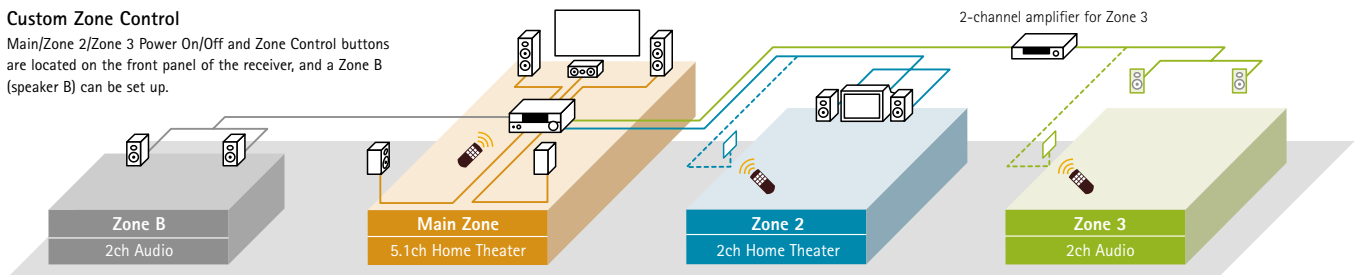 Custom Zone Control
Main/Zone 2/Zone 3 Power On/Off and Zone Control buttons
are located on the front panel of the receiver, and a Zone B
(speaker B) can be set up.
2-channel amplifier for Zone 3
Zone B
2ch Audio
Main Zone
5.1ch Home Theater
Zone 2
2ch Home Theater
Zone 3
2ch Audio